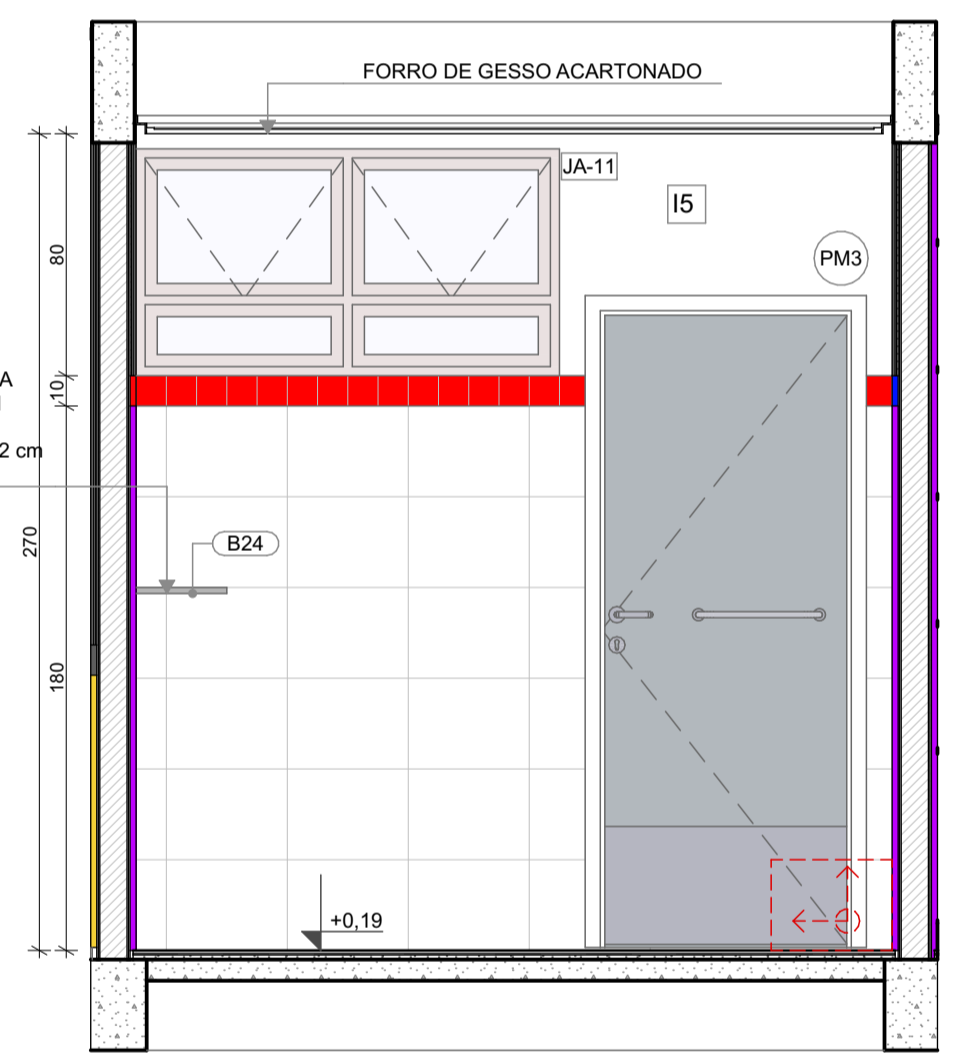 FORRO DE GESSO ACARTONADO
JA-11
I5
PM3
80
A
10
2 cm
270
B24
180
+0,19